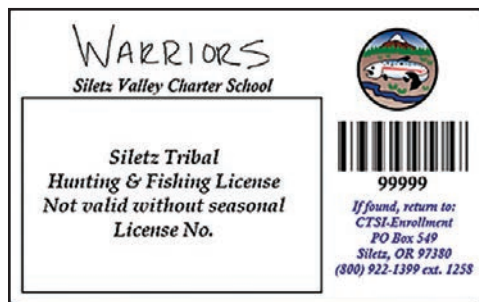 WARRIORS
Siletz Valley Charter School
Siletz Tribal
Hunting & Fishing License
Not valid without seasonal
License No.
99999
If found, return to:
CTSI-Enrollment
PO Box 549
Siletz, OR 97380
(800) 922-1399 ext. 1258